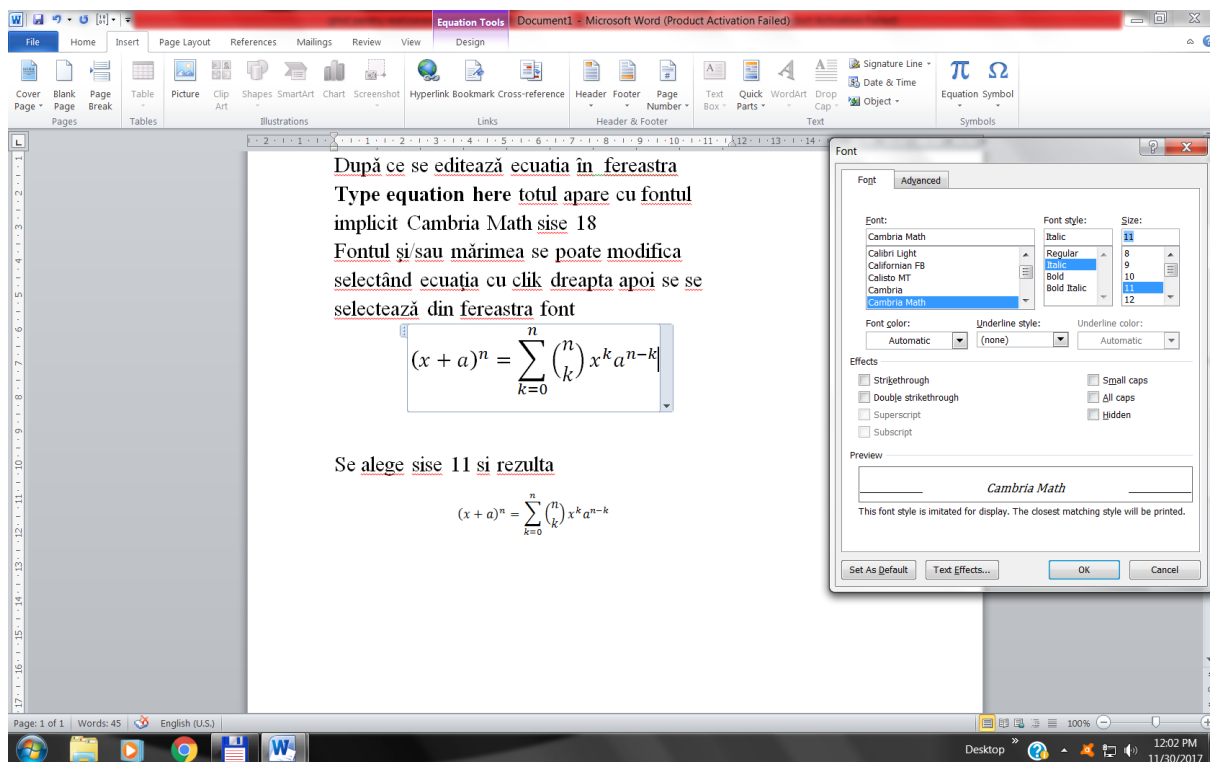 Equation Tools Document1 - Microsoft Word (Product Activation Failed)
File Home Insert Page Layout References Mailings Review View Design
Cover Page Blank Page Page Break Table Picture Clip Art Shapes SmartArt Chart Screenshot Hyperlink Bookmark Cross-reference Header Footer Page Number Text Box Quick Parts WordArt Drop Cap Signature Line Date & Time Object Equation Symbol
Pages Tables Illustrations Links Header & Footer Text Symbols
După ce se editează ecuatia în fereastra
Type equation here totul apare cu fontul
implicit Cambria Math sise 18
Fontul și/sau mărimea se poate modifica
selectând ecuația cu clik dreapta apoi se se
selectează din fereastra font
(x + a)^n = ∑_{k=0}^{n} (n k) x^k a^{n−k}
Se alege sise 11 si rezulta
(x + a)^n = ∑_{k=0}^{n} (n k) x^k a^{n−k}
Font
Font Advanced
Font: Font style: Size:
Cambria Math Italic 11
Calibri Light Regular 8
Californian FB Italic 9
Calisto MT Bold 10
Cambria Bold Italic 11
Cambria Math 12
Font color: Underline style: Underline color:
Automatic (none) Automatic
Effects
Strikethrough Small caps
Double strikethrough All caps
Superscript Hidden
Subscript
Preview
Cambria Math
This font style is imitated for display. The closest matching style will be printed.
Set As Default Text Effects... OK Cancel
Page: 1 of 1 Words: 45 English (U.S.) 100%
Desktop 12:02 PM
11/30/2017